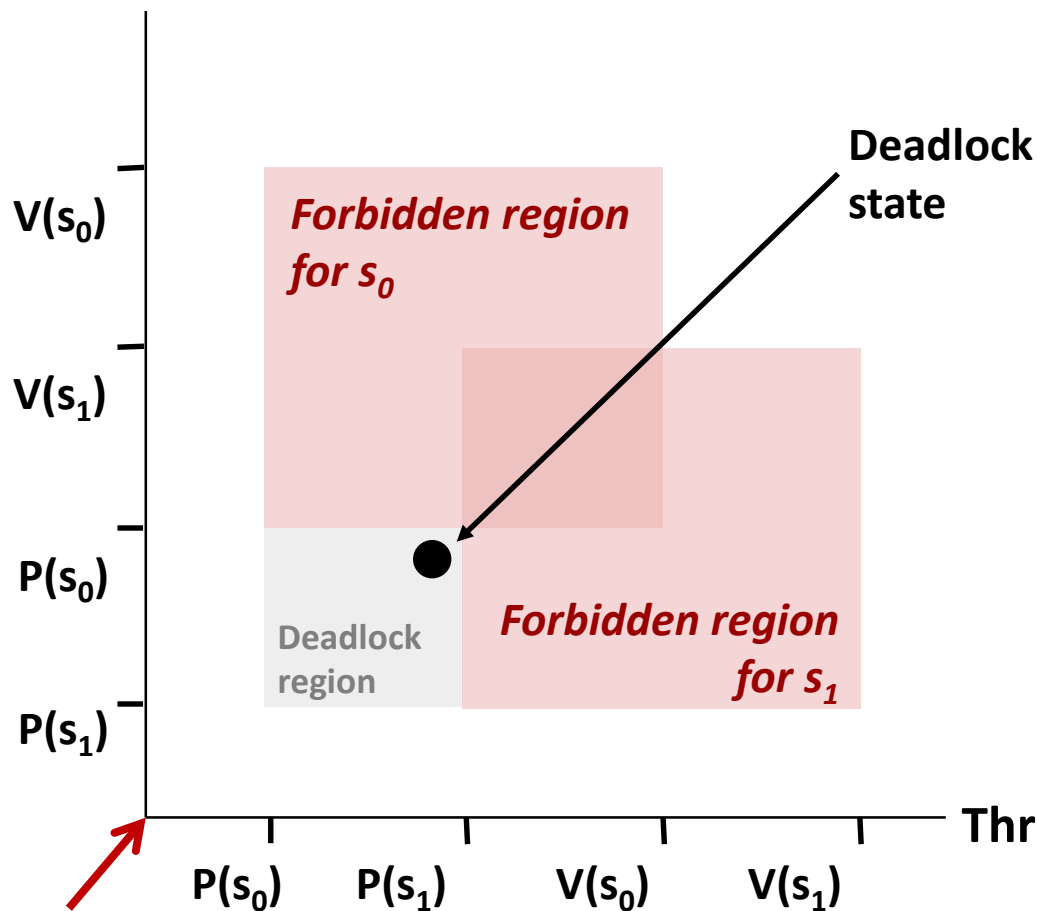 Deadlock
state
Forbidden region
for s₀
V(s₀)
V(s₁)
P(s₀)
P(s₁)
Deadlock
region
Forbidden region
for s₁
Thr
P(s₀) P(s₁) V(s₀) V(s₁)